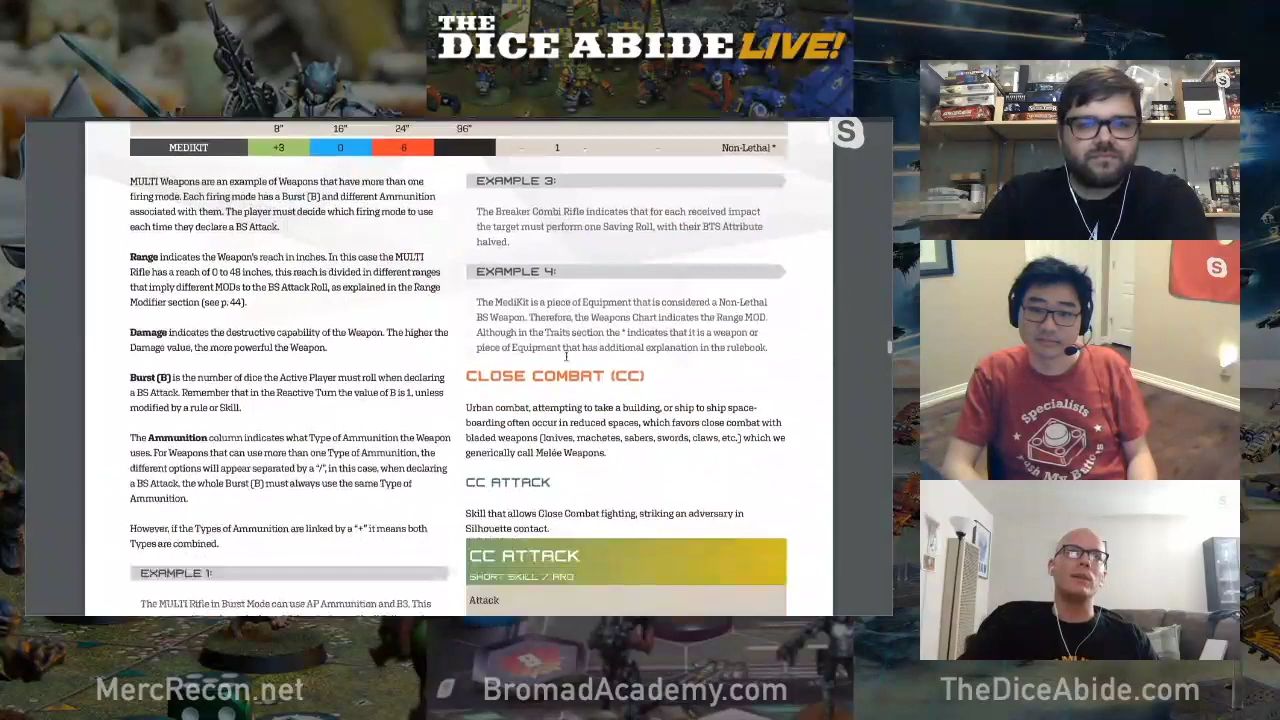 THE
DICE ABIDE LIVE!
8" 16" 24" 96"
MEDIKIT +3 0 -6 1 Non-Lethal *
MULTI Weapons are an example of Weapons that have more than one
firing mode. Each firing mode has a Burst (B) and different Ammunition
associated with them. The player must decide which firing mode to use
each time they declare a BS Attack.
Range indicates the Weapon's reach in inches. In this case the MULTI
Rifle has a reach of 0 to 48 inches, this reach is divided in different ranges
that imply different MODs to the BS Attack Roll, as explained in the Range
Modifier section (see p. 44).
Damage indicates the destructive capability of the Weapon. The higher the
Damage value, the more powerful the Weapon.
Burst (B) is the number of dice the Active Player must roll when declaring
a BS Attack. Remember that in the Reactive Turn the value of B is 1, unless
modified by a rule or Skill.
The Ammunition column indicates what Type of Ammunition the Weapon
uses. For Weapons that can use more than one Type of Ammunition, the
different options will appear separated by a "/", in this case, when declaring
a BS Attack, the whole Burst (B) must always use the same Type of
Ammunition.
However, if the Types of Ammunition are linked by a "+" it means both
Types are combined.
EXAMPLE 1:
The MULTI Rifle in Burst Mode can use AP Ammunition and B3. This
EXAMPLE 3:
The Breaker Combi Rifle indicates that for each received impact
the target must perform one Saving Roll, with their BTS Attribute
halved.
EXAMPLE 4:
The MediKit is a piece of Equipment that is considered a Non-Lethal
BS Weapon. Therefore, the Weapons Chart indicates the Range MOD.
Although in the Traits section the * indicates that it is a weapon or
piece of Equipment that has additional explanation in the rulebook.
CLOSE COMBAT (CC)
Urban combat, attempting to take a building, or ship to ship space-
boarding often occur in reduced spaces, which favors close combat with
bladed weapons (knives, machetes, sabers, swords, claws, etc.) which we
generically call Melée Weapons.
CC ATTACK
Skill that allows Close Combat fighting, striking an adversary in
Silhouette contact.
CC ATTACK
SHORT SKILL / ARO
Attack
Specialists
Push My Buttons
MercRecon.net
BromadAcademy.com
TheDiceAbide.com